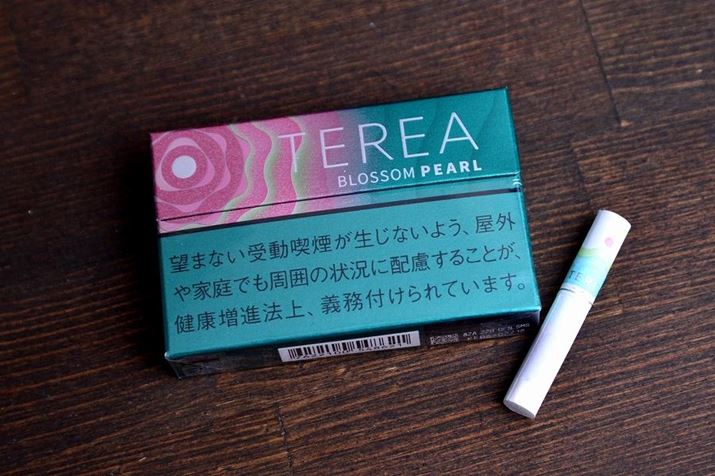 TEREA
BLOSSOM PEARL
望まない受動喫煙が生じないよう、屋外
や家庭でも周囲の状況に配慮することが、
健康増進法上、義務付けられています。
TER